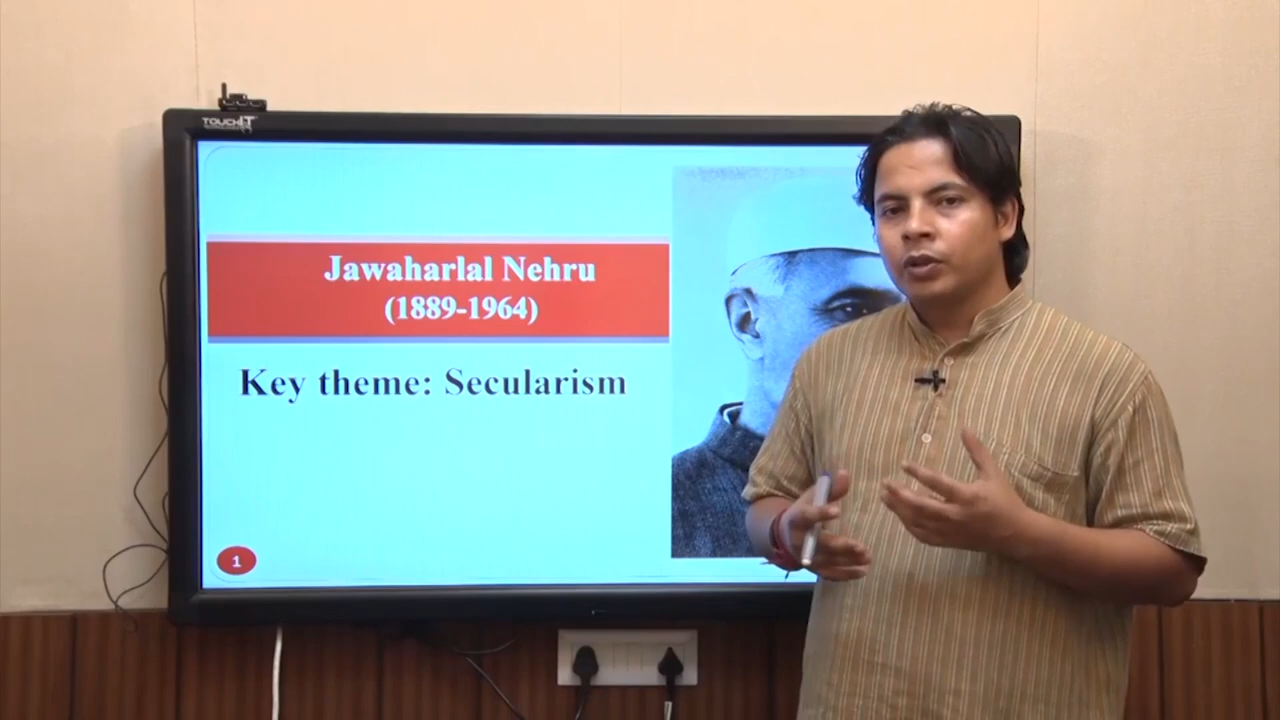 TOUCHIT
Jawaharlal Nehru
(1889-1964)
Key theme: Secularism
1